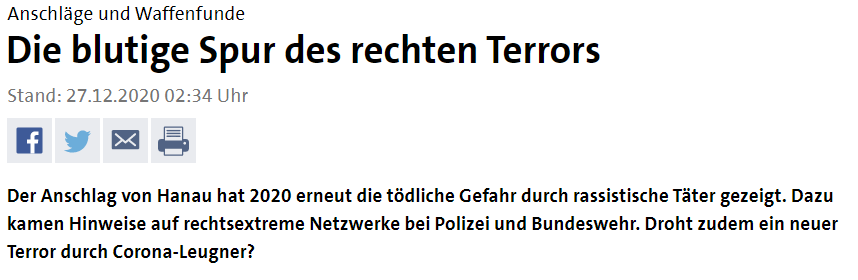 Anschläge und Waffenfunde
Die blutige Spur des rechten Terrors
Stand: 27.12.2020 02:34 Uhr
Der Anschlag von Hanau hat 2020 erneut die tödliche Gefahr durch rassistische Täter gezeigt. Dazu
kamen Hinweise auf rechtsextreme Netzwerke bei Polizei und Bundeswehr. Droht zudem ein neuer
Terror durch Corona-Leugner?